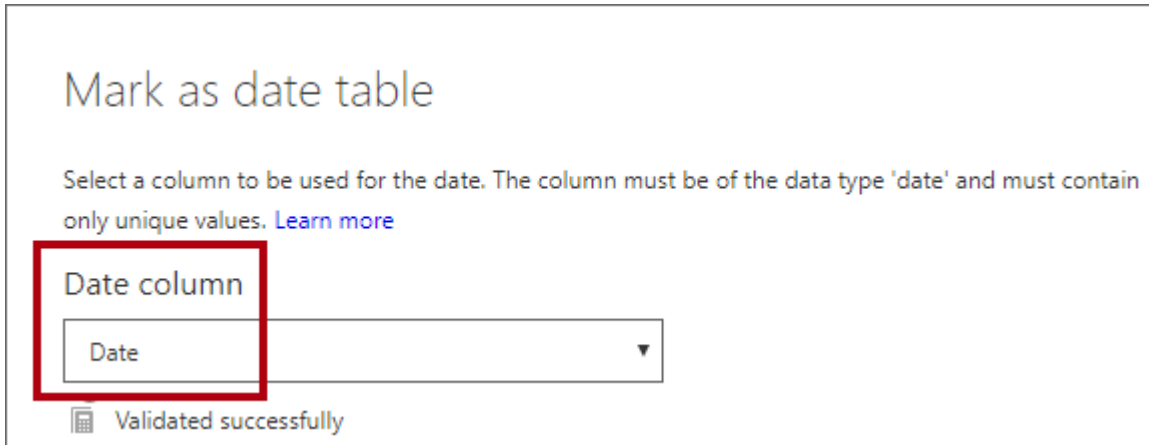 Mark as date table
Select a column to be used for the date. The column must be of the data type 'date' and must contain
only unique values. Learn more
Date column
Date
Validated successfully